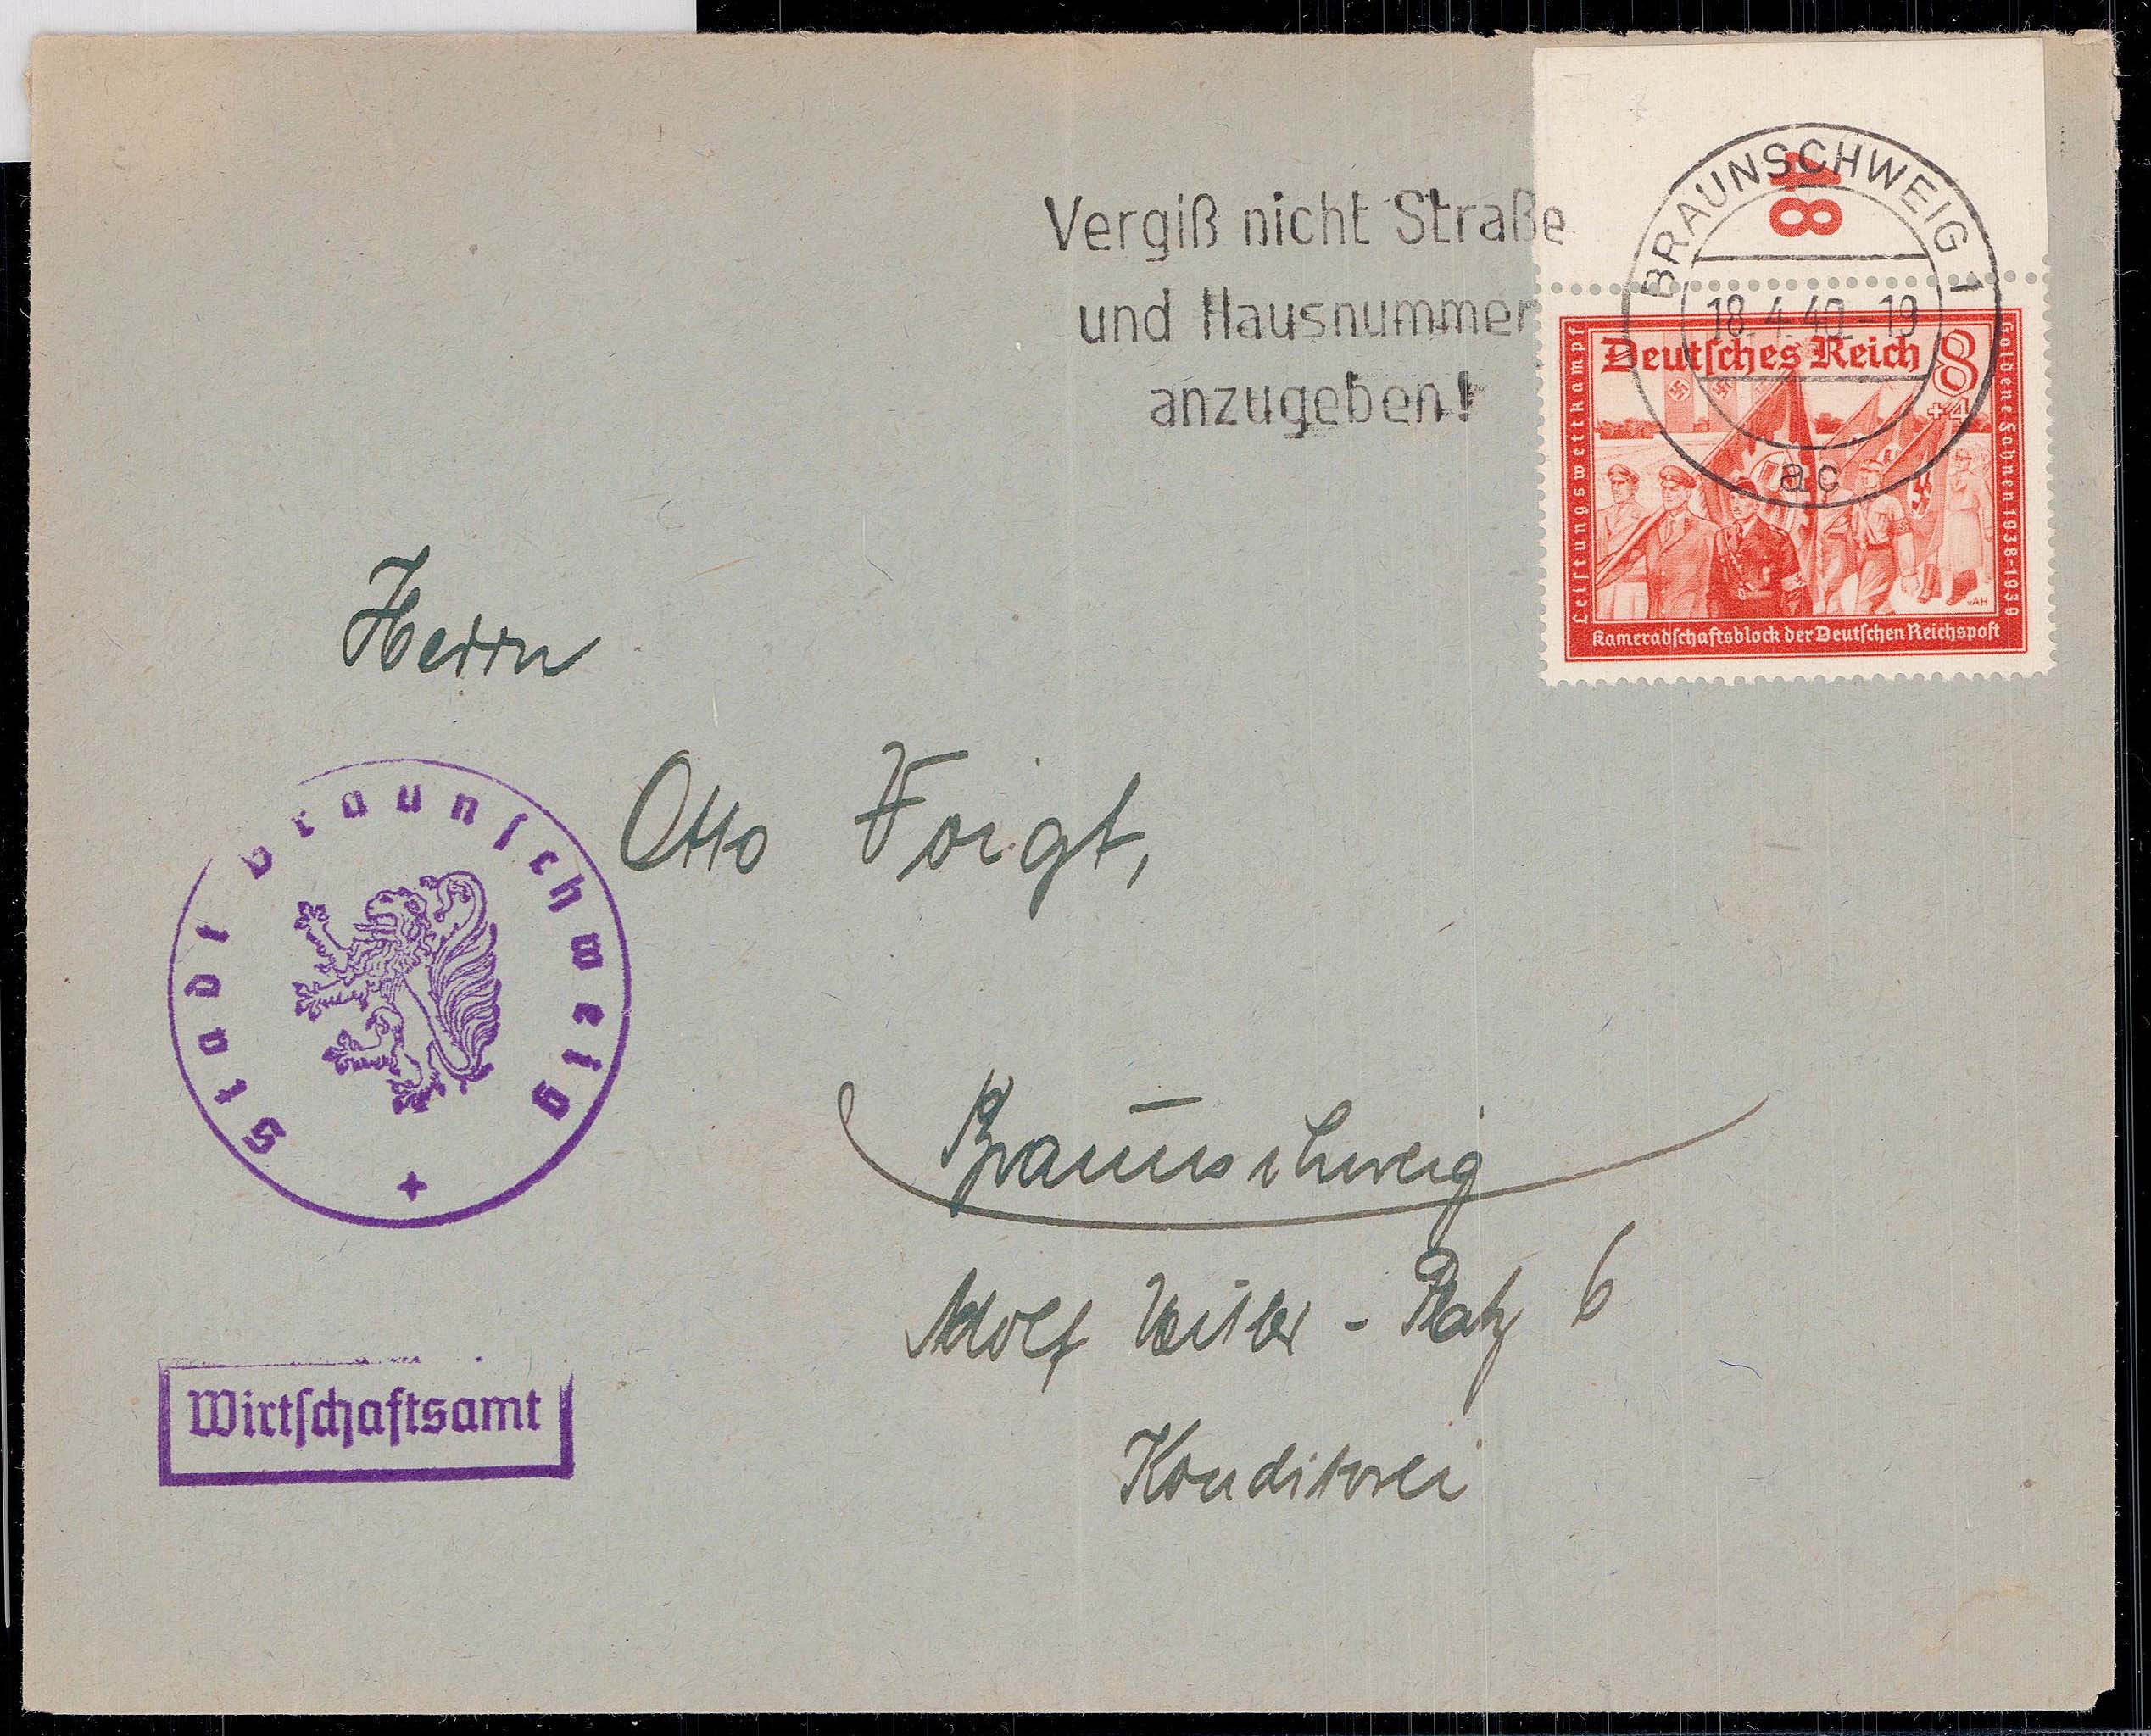 Vergiß nicht Straße
und Hausnummer
anzugeben!
BRAUNSCHWEIG 1
18.4.40.-19
ac
18
Deutsches Reich 8
+4
Leistungswettkampf
Goldene Fahnen 1938-1939
vAH
Kameradschaftsblock der Deutschen Reichspost
Herrn
Otto Voigt,
Stadt Braunschweig
Braunschweig
Adolf Hitler - Platz 6
Konditorei
Wirtschaftsamt